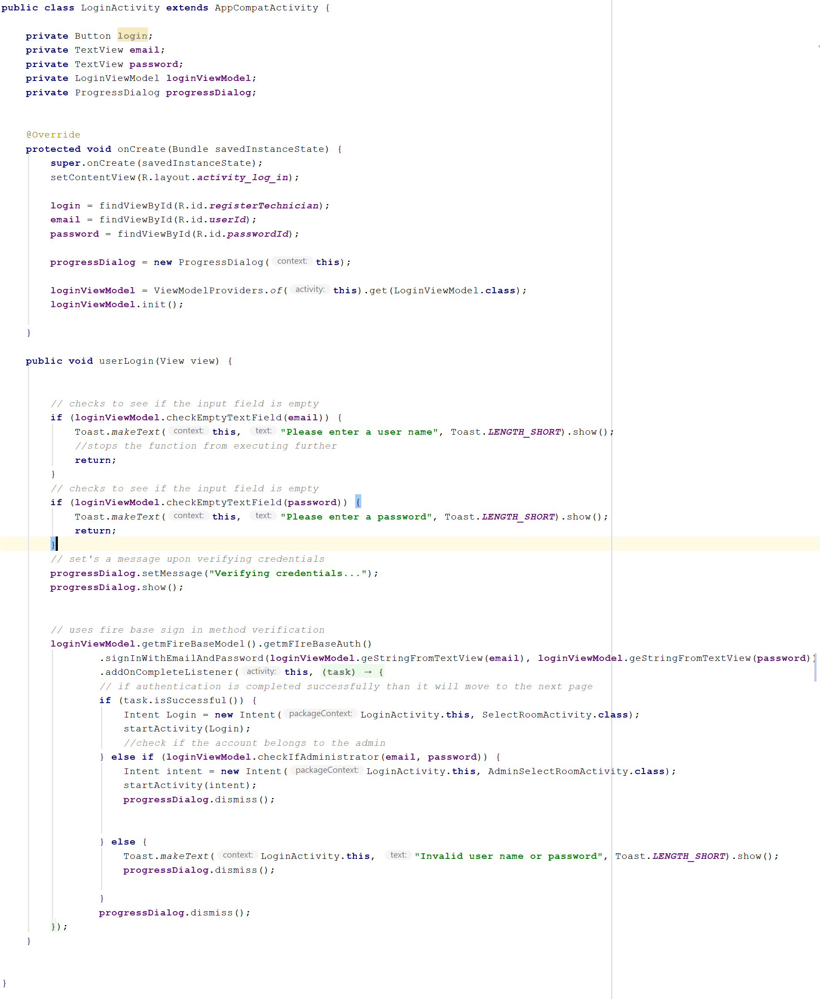 public class LoginActivity extends AppCompatActivity {
private Button login;
private TextView email;
private TextView password;
private LoginViewModel loginViewModel;
private ProgressDialog progressDialog;
@Override
protected void onCreate(Bundle savedInstanceState) {
super.onCreate(savedInstanceState);
setContentView(R.layout.activity_log_in);
login = findViewById(R.id.registerTechnician);
email = findViewById(R.id.userId);
password = findViewById(R.id.passwordId);
progressDialog = new ProgressDialog( context: this);
loginViewModel = ViewModelProviders.of( activity: this).get(LoginViewModel.class);
loginViewModel.init();
}
public void userLogin(View view) {
// checks to see if the input field is empty
if (loginViewModel.checkEmptyTextField(email)) {
Toast.makeText( context: this, text: "Please enter a user name", Toast.LENGTH_SHORT).show();
//stops the function from executing further
return;
}
// checks to see if the input field is empty
if (loginViewModel.checkEmptyTextField(password)) {
Toast.makeText( context: this, text: "Please enter a password", Toast.LENGTH_SHORT).show();
return;
}
// set's a message upon verifying credentials
progressDialog.setMessage("Verifying credentials...");
progressDialog.show();
// uses fire base sign in method verification
loginViewModel.getmFireBaseModel().getmFIreBaseAuth()
.signInWithEmailAndPassword(loginViewModel.geStringFromTextView(email), loginViewModel.geStringFromTextView(password))
.addOnCompleteListener( activity: this, (task) → {
// if authentication is completed successfully than it will move to the next page
if (task.isSuccessful()) {
Intent Login = new Intent( packageContext: LoginActivity.this, SelectRoomActivity.class);
startActivity(Login);
//check if the account belongs to the admin
} else if (loginViewModel.checkIfAdministrator(email, password)) {
Intent intent = new Intent( packageContext: LoginActivity.this, AdminSelectRoomActivity.class);
startActivity(intent);
progressDialog.dismiss();
} else {
Toast.makeText( context: LoginActivity.this, text: "Invalid user name or password", Toast.LENGTH_SHORT).show();
progressDialog.dismiss();
}
progressDialog.dismiss();
});
}
}